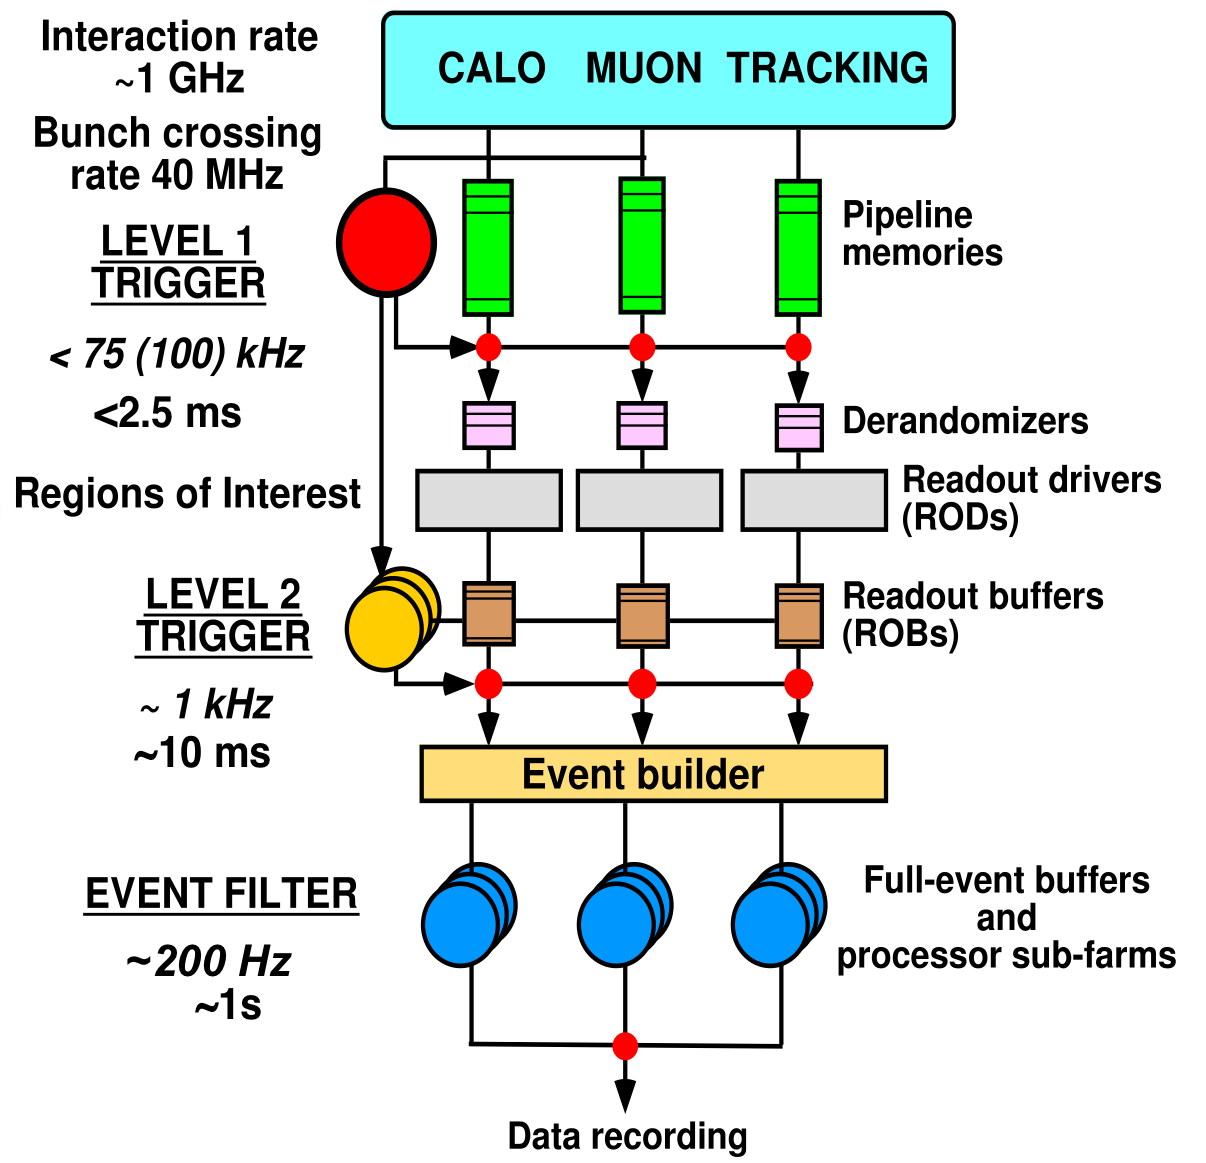 Interaction rate
~1 GHz
Bunch crossing
rate 40 MHz
CALO MUON TRACKING
LEVEL 1
TRIGGER
< 75 (100) kHz
<2.5 ms
Pipeline
memories
Derandomizers
Regions of Interest
Readout drivers
(RODs)
LEVEL 2
TRIGGER
~ 1 kHz
~10 ms
Readout buffers
(ROBs)
Event builder
EVENT FILTER
~200 Hz
~1s
Full-event buffers
and
processor sub-farms
Data recording